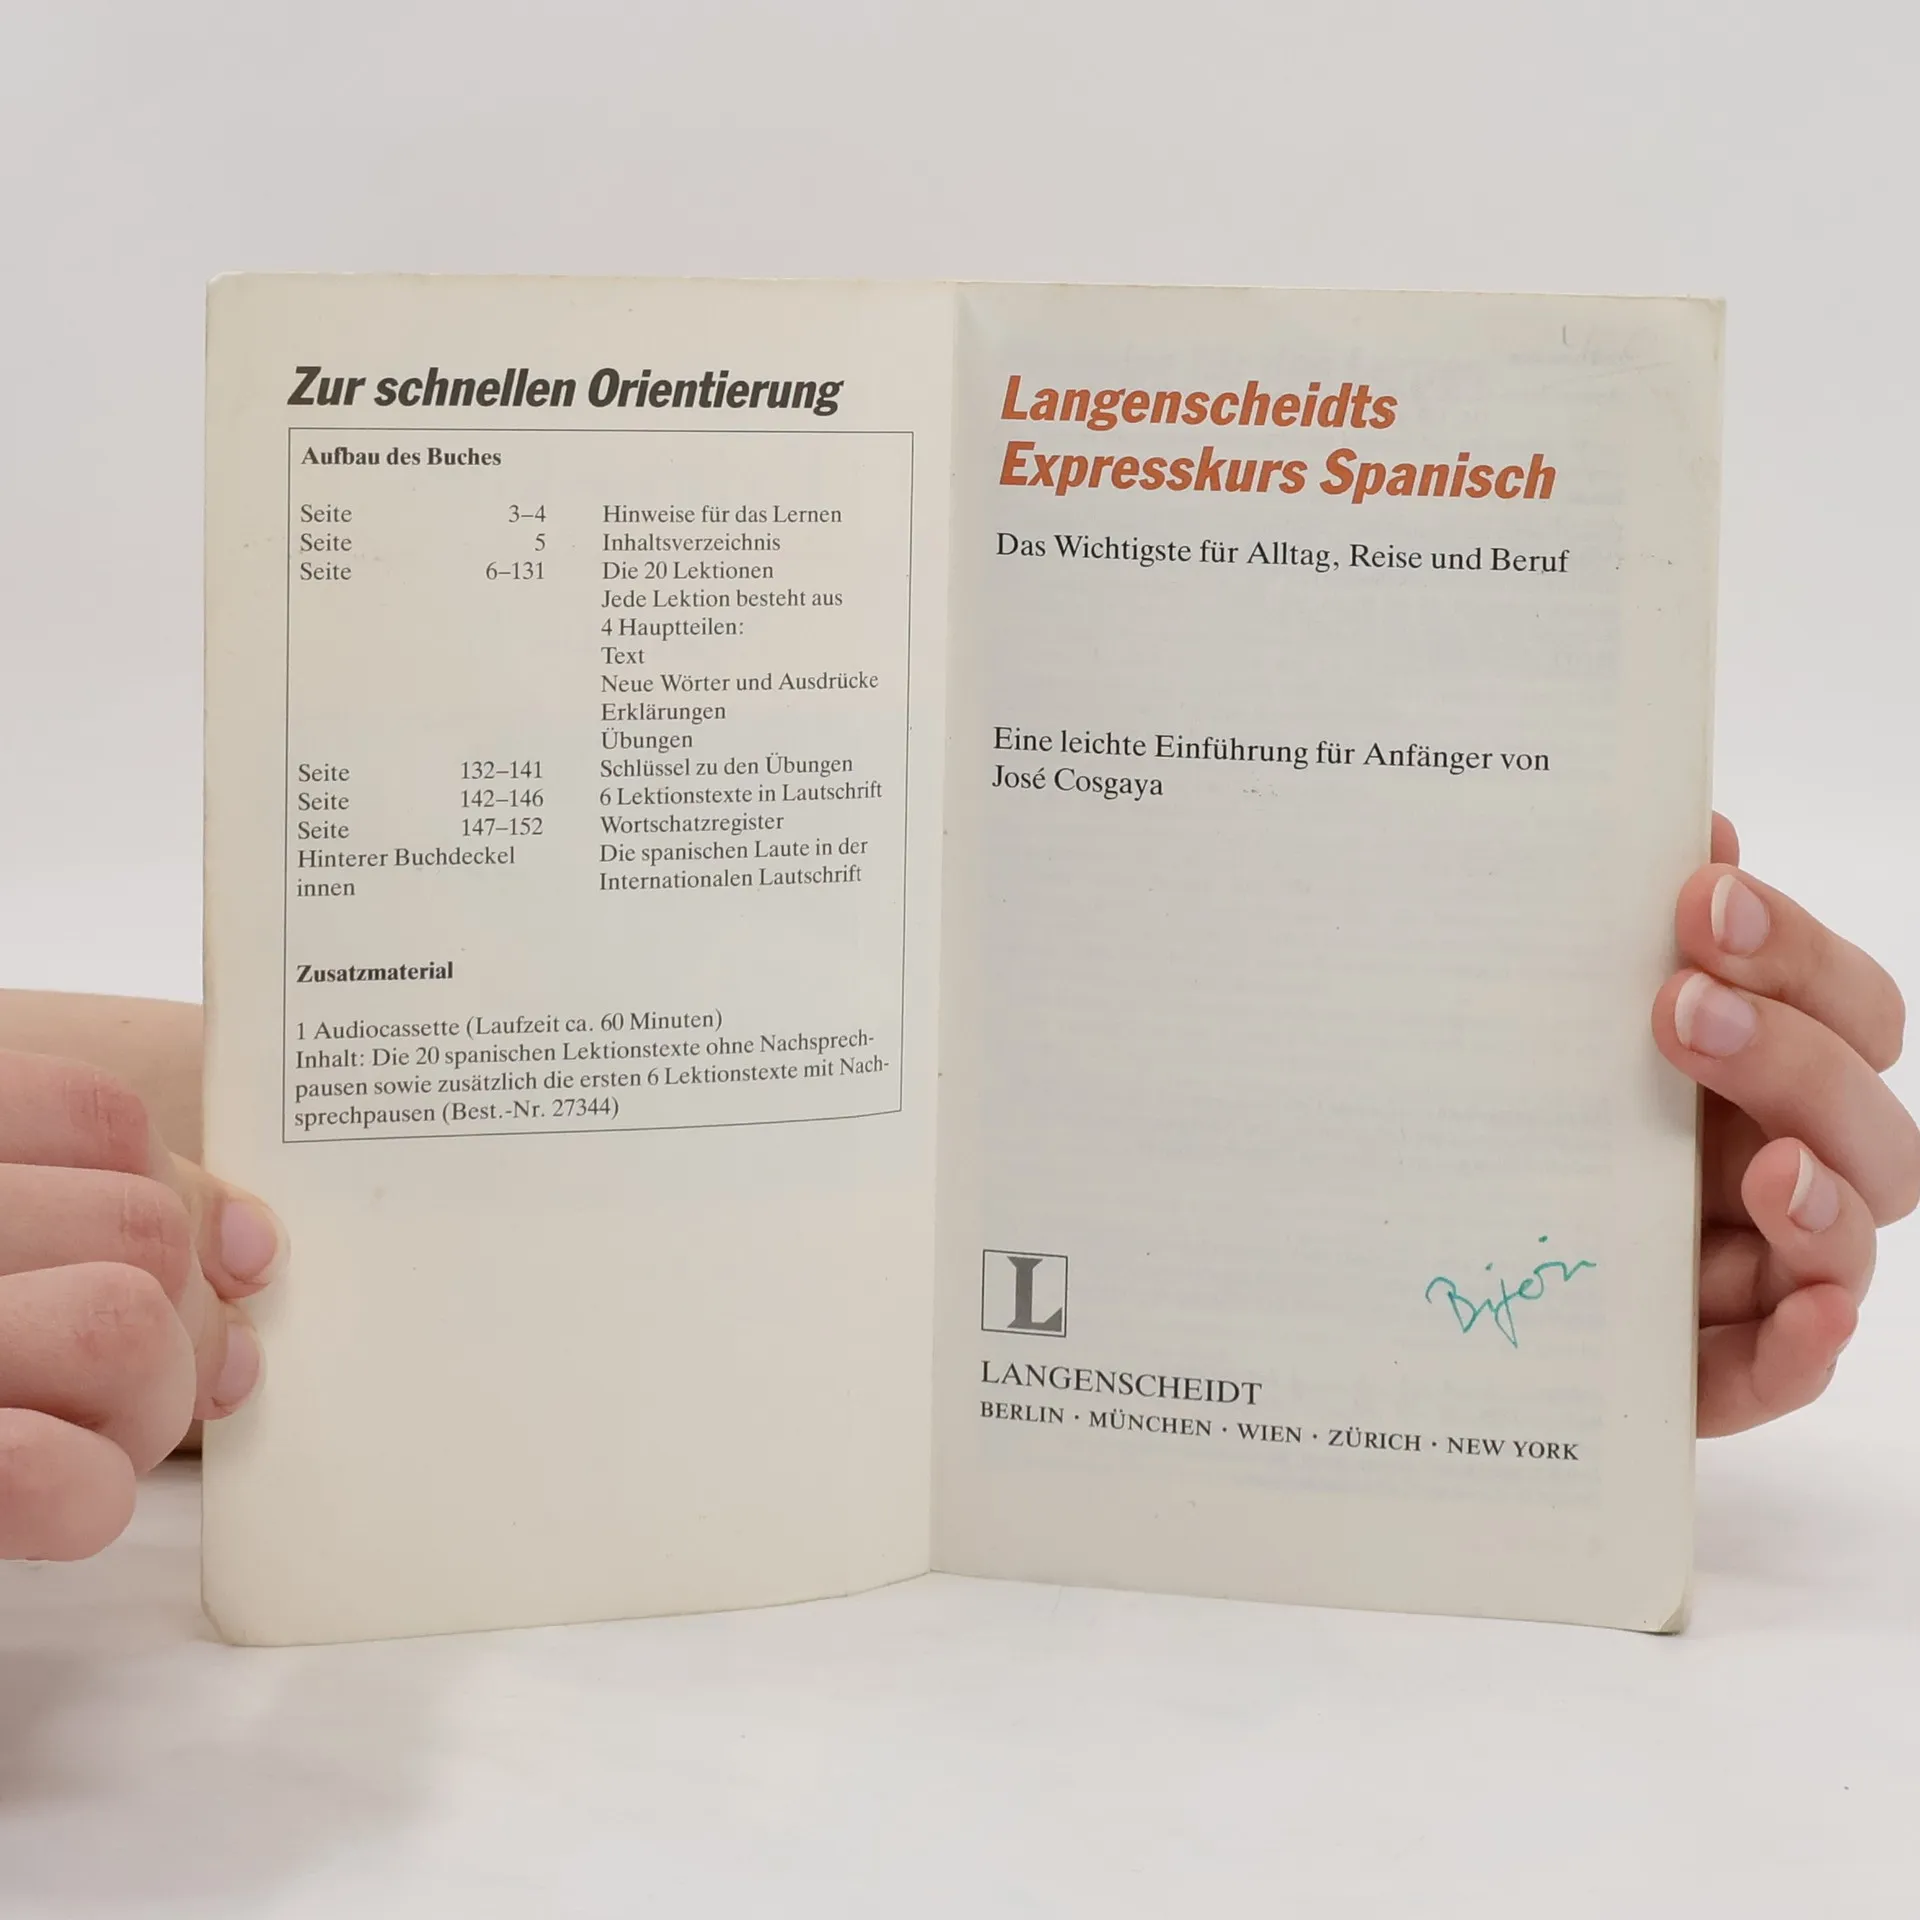 Zur schnellen Orientierung
Aufbau des Buches
Seite 3–4 Hinweise für das Lernen
Seite 5 Inhaltsverzeichnis
Seite 6–131 Die 20 Lektionen
Jede Lektion besteht aus
4 Hauptteilen:
Text
Neue Wörter und Ausdrücke
Erklärungen
Übungen
Seite 132–141 Schlüssel zu den Übungen
Seite 142–146 6 Lektionstexte in Lautschrift
Seite 147–152 Wortschatzregister
Hinterer Buchdeckel Die spanischen Laute in der
innen Internationalen Lautschrift
Zusatzmaterial
1 Audiocassette (Laufzeit ca. 60 Minuten)
Inhalt: Die 20 spanischen Lektionstexte ohne Nachsprech-
pausen sowie zusätzlich die ersten 6 Lektionstexte mit Nach-
sprechpausen (Best.-Nr. 27344)
Langenscheidts
Expresskurs Spanisch
Das Wichtigste für Alltag, Reise und Beruf
Eine leichte Einführung für Anfänger von
José Cosgaya
L
LANGENSCHEIDT
BERLIN · MÜNCHEN · WIEN · ZÜRICH · NEW YORK